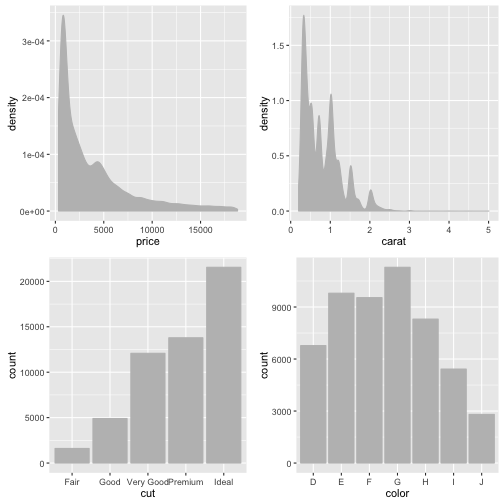 3e-04
2e-04
1e-04
0e+00
density
0 5000 10000 15000
price
1.5
1.0
0.5
0.0
density
0 1 2 3 4 5
carat
20000
15000
10000
5000
0
count
Fair Good Very Good Premium Ideal
cut
9000
6000
3000
0
count
D E F G H I J
color